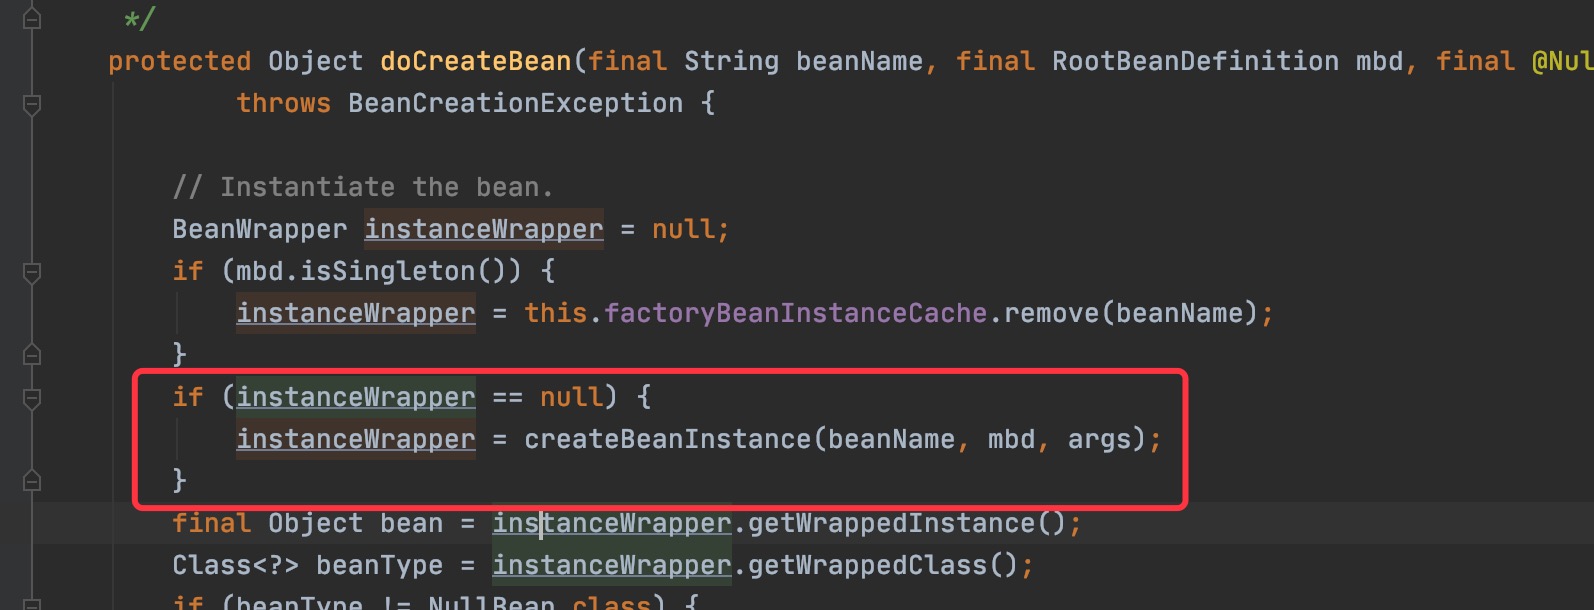 */
protected Object doCreateBean(final String beanName, final RootBeanDefinition mbd, final @Nul
throws BeanCreationException {
// Instantiate the bean.
BeanWrapper instanceWrapper = null;
if (mbd.isSingleton()) {
instanceWrapper = this.factoryBeanInstanceCache.remove(beanName);
}
if (instanceWrapper == null) {
instanceWrapper = createBeanInstance(beanName, mbd, args);
}
final Object bean = instanceWrapper.getWrappedInstance();
Class<?> beanType = instanceWrapper.getWrappedClass();
if (beanType != NullBean.class) {